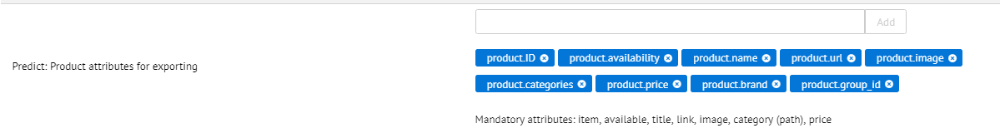 Add
Predict: Product attributes for exporting
product.ID product.availability product.name product.url product.image
product.categories product.price product.brand product.group_id
Mandatory attributes: item, available, title, link, image, category (path), price